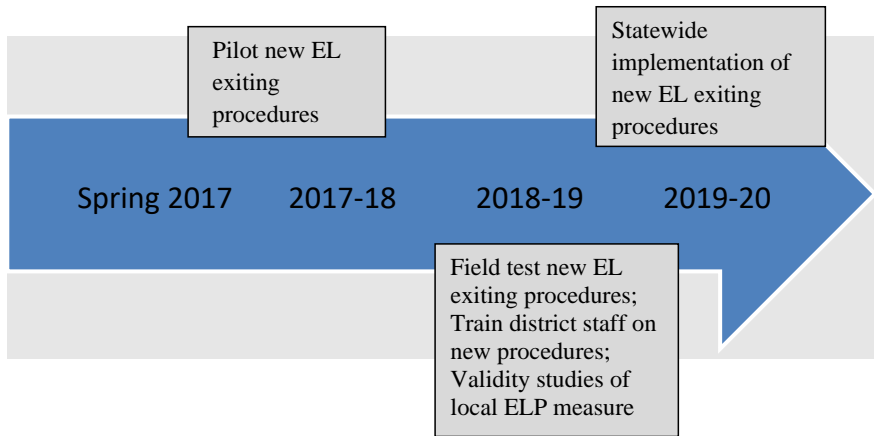 Pilot new EL
exiting
procedures
Statewide
implementation of
new EL exiting
procedures
Spring 2017 2017-18 2018-19 2019-20
Field test new EL
exiting procedures;
Train district staff on
new procedures;
Validity studies of
local ELP measure